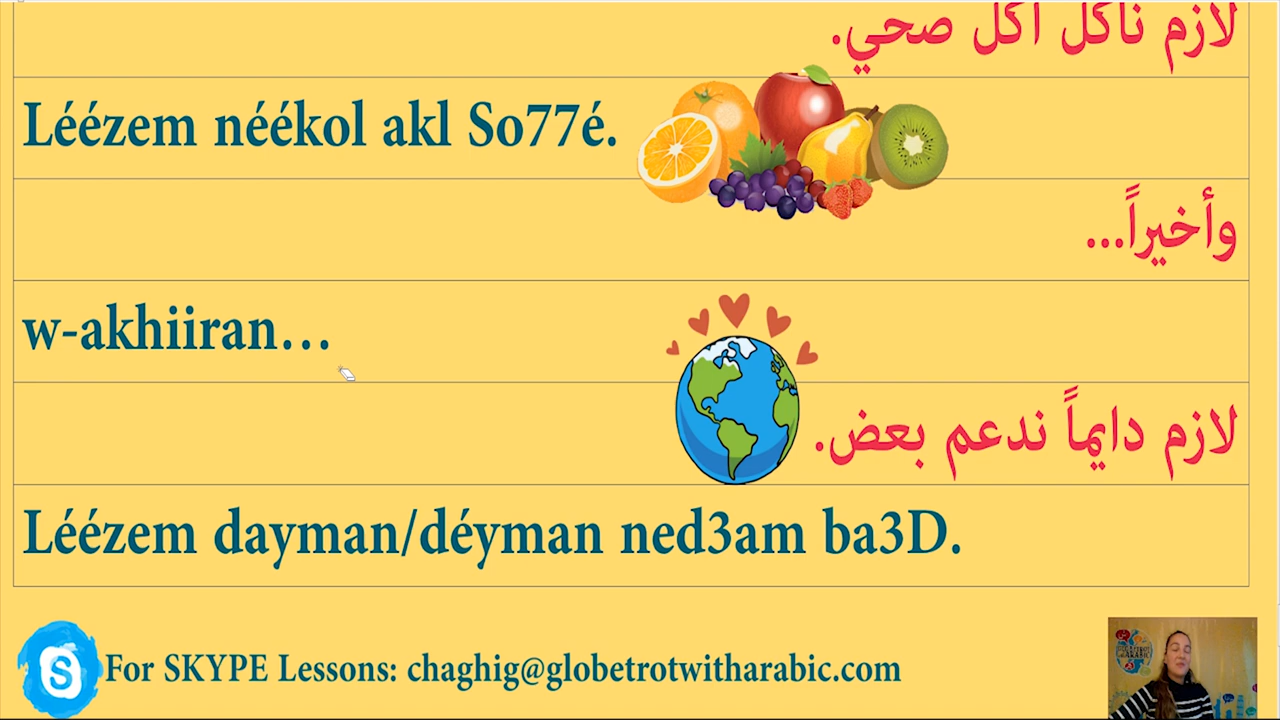 لازم ناكل أكل صحي.
Léézem néékol akl So77é.
وأخيراً...
w-akhiiran…
لازم دايماً ندعم بعض.
Léézem dayman/déyman ned3am ba3D.
For SKYPE Lessons: chaghig@globetrotwitharabic.com